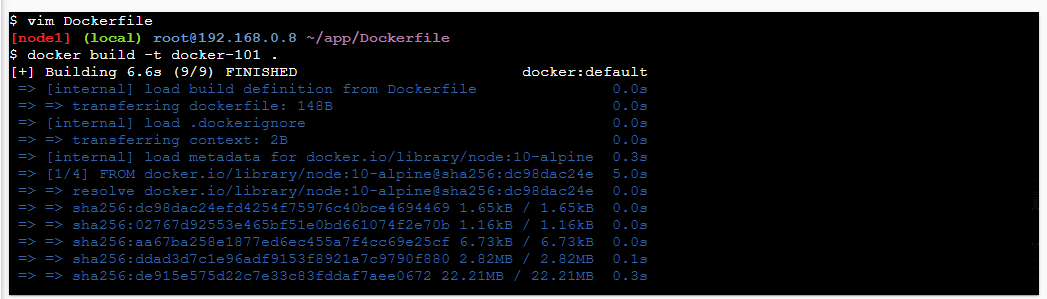 $ vim Dockerfile
[node1] (local) root@192.168.0.8 ~/app/Dockerfile
$ docker build -t docker-101 .
[+] Building 6.6s (9/9) FINISHED docker:default
=> [internal] load build definition from Dockerfile 0.0s
=> => transferring dockerfile: 148B 0.0s
=> [internal] load .dockerignore 0.0s
=> => transferring context: 2B 0.0s
=> [internal] load metadata for docker.io/library/node:10-alpine 0.3s
=> [1/4] FROM docker.io/library/node:10-alpine@sha256:dc98dac24e 5.0s
=> => resolve docker.io/library/node:10-alpine@sha256:dc98dac24e 0.0s
=> => sha256:dc98dac24efd4254f75976c40bce4694469 1.65kB / 1.65kB 0.0s
=> => sha256:02767d92553e465bf51e0bd661074f2e70b 1.16kB / 1.16kB 0.0s
=> => sha256:aa67ba258e1877ed6ec455a7f4cc69e25cf 6.73kB / 6.73kB 0.0s
=> => sha256:ddad3d7c1e96adf9153f8921a7c9790f880 2.82MB / 2.82MB 0.1s
=> => sha256:de915e575d22c7e33c83fddaf7aee0672 22.21MB / 22.21MB 0.3s